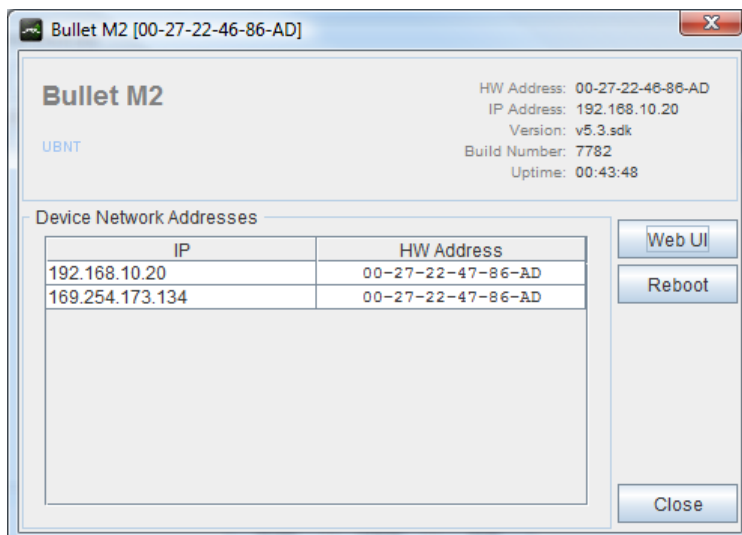 Bullet M2 [00-27-22-46-86-AD]
Bullet M2
UBNT
HW Address: 00-27-22-46-86-AD
IP Address: 192.168.10.20
Version: v5.3.sdk
Build Number: 7782
Uptime: 00:43:48
Device Network Addresses
IP HW Address
192.168.10.20 00-27-22-47-86-AD
169.254.173.134 00-27-22-47-86-AD
Web UI
Reboot
Close